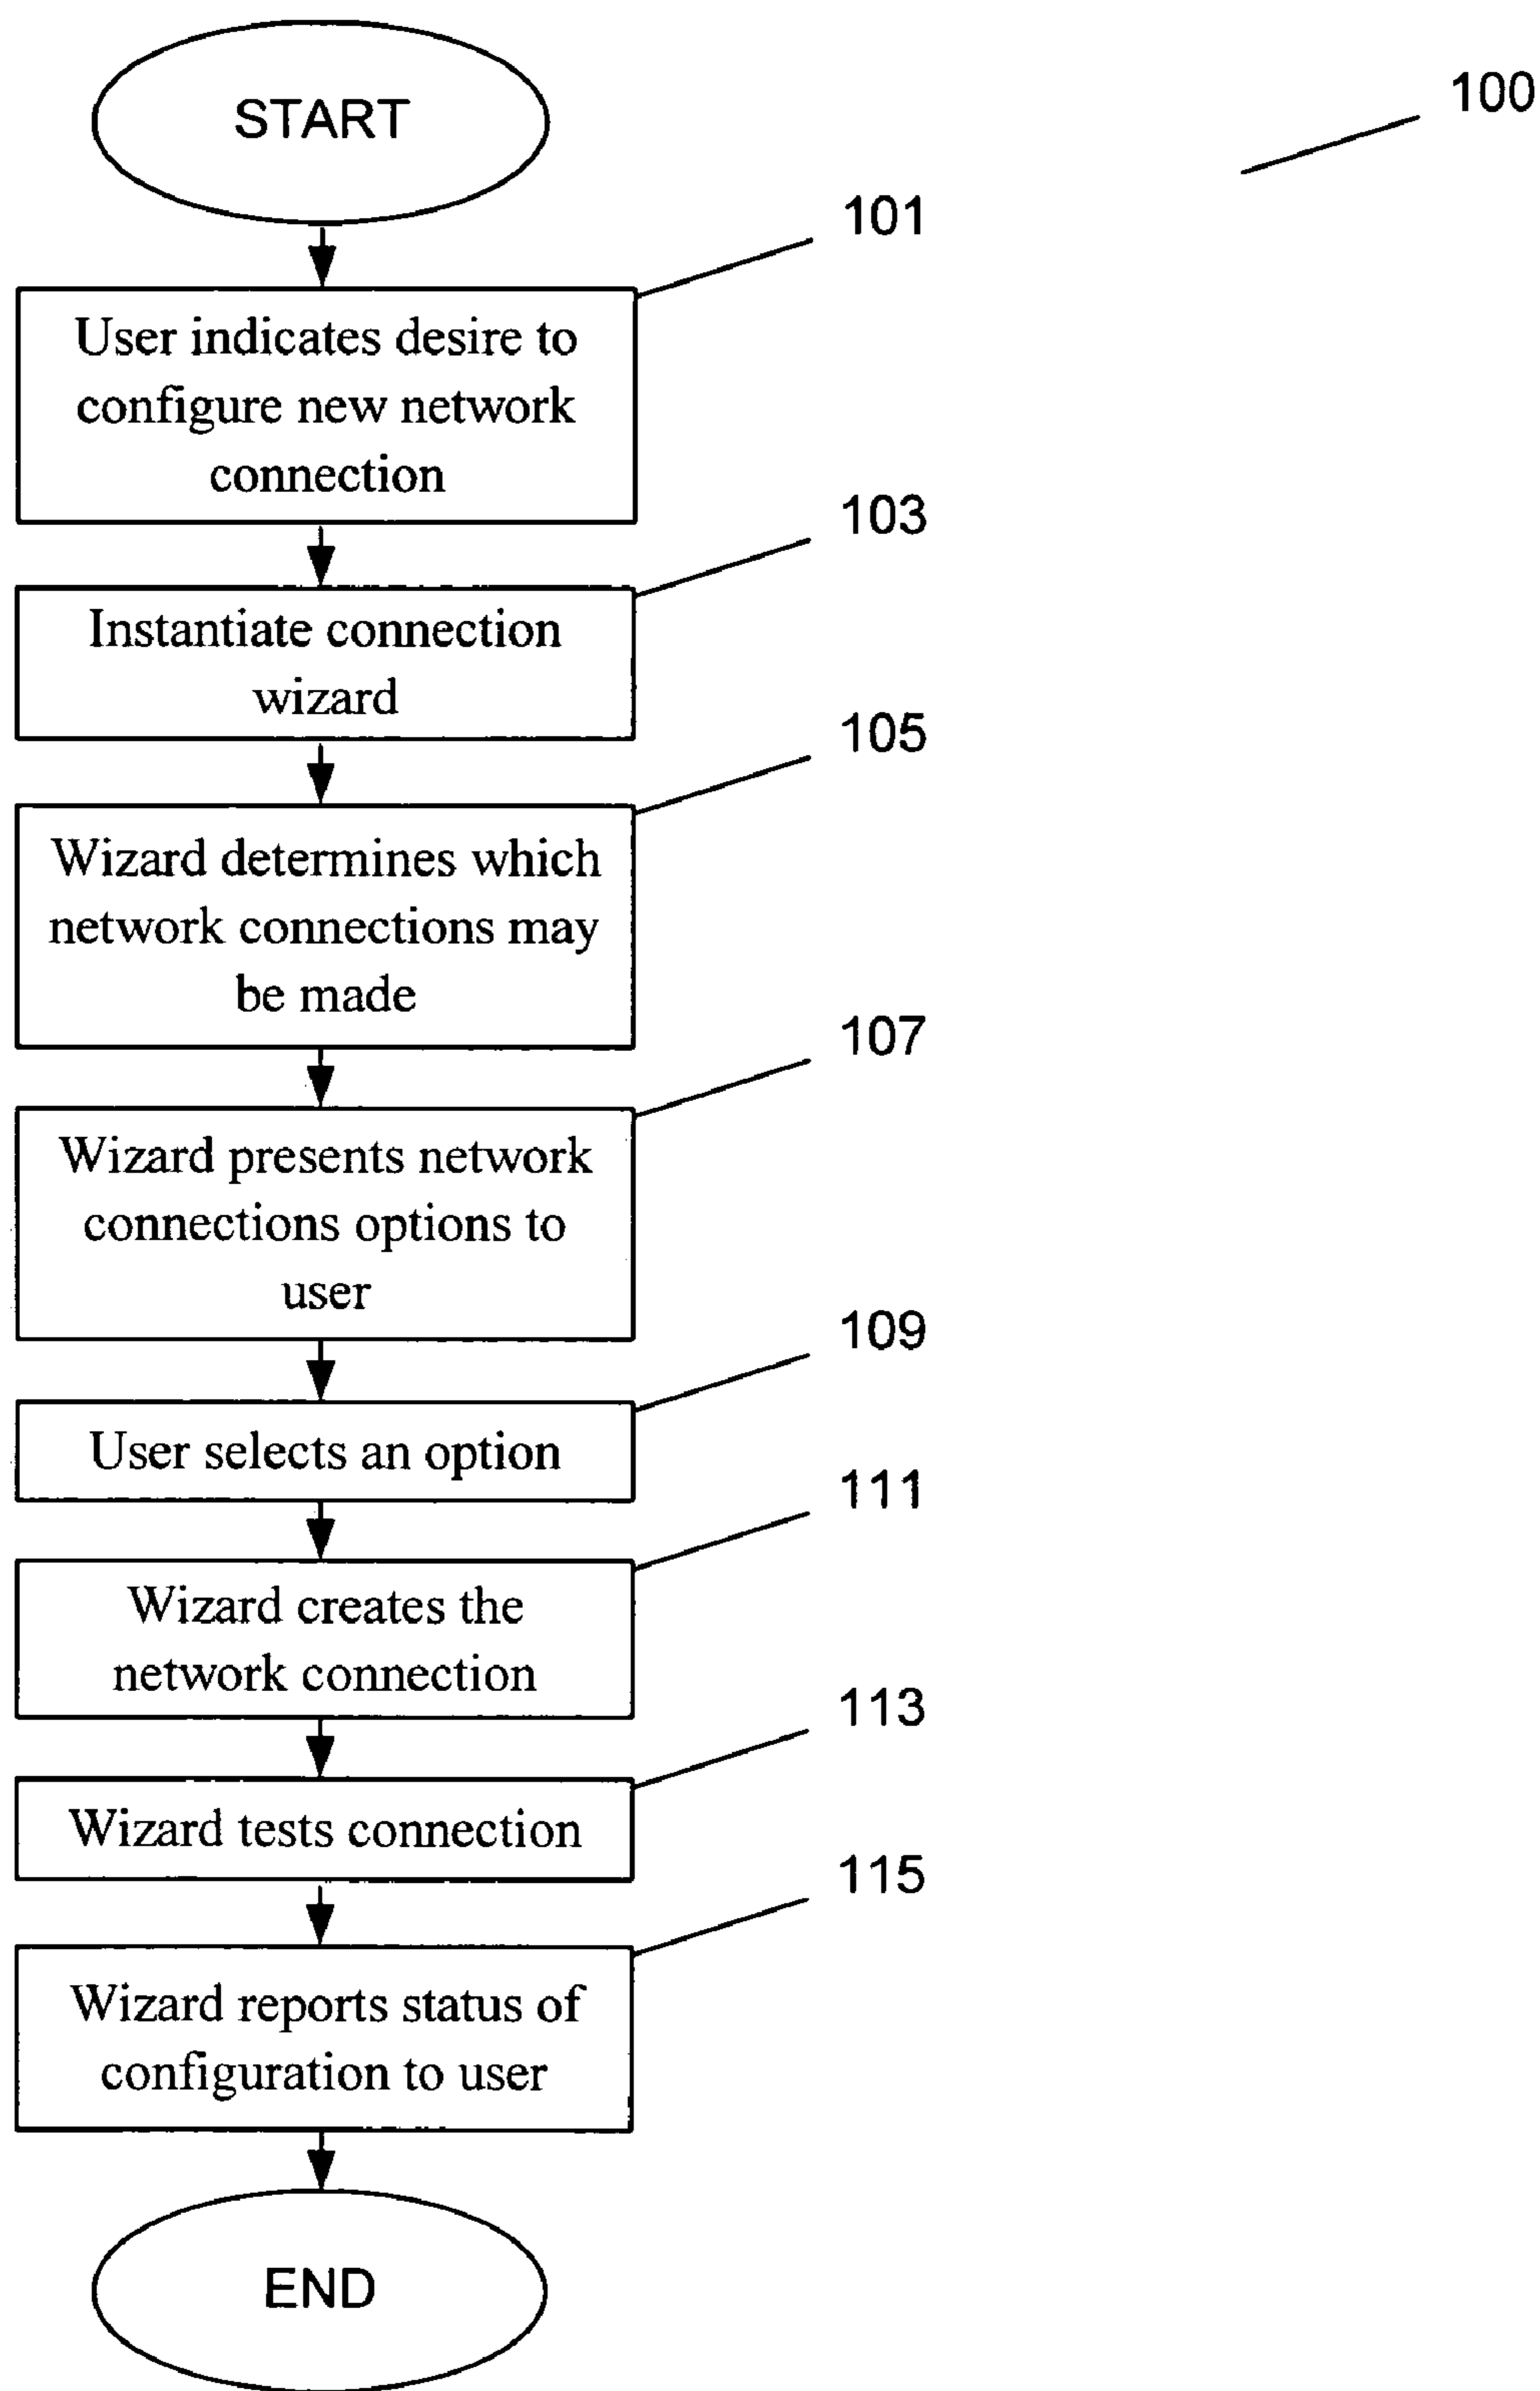 START
100
101
User indicates desire to
configure new network
connection
103
Instantiate connection
wizard
105
Wizard determines which
network connections may
be made
107
Wizard presents network
connections options to
user
109
User selects an option
111
Wizard creates the
network connection
113
Wizard tests connection
115
Wizard reports status of
configuration to user
END